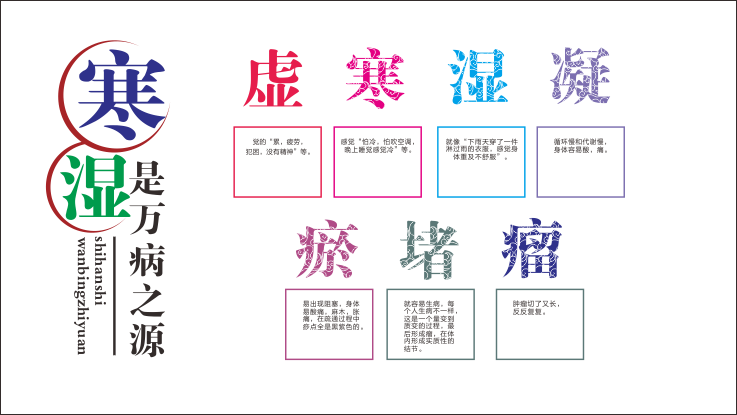 寒
湿
是万病之源
shihanshi
wanbingzhiyuan
虚
觉的“累，疲劳，
犯困，没有精神”等。
寒
感觉“怕冷，怕吹空调，
晚上睡觉感觉冷”等。
湿
就像“下雨天穿了一件
淋过雨的衣服，感觉身
体重及不舒服”。
凝
循环慢和代谢慢，
身体容易酸，痛。
瘀
易出现阻塞，身体
易酸痛、麻木，胀
痛，在疏通过程中
痧点全是黑紫色的。
堵
就容易生病，每
个人生病不一样，
这是一个量变到
质变的过程，最
后形成瘤，在体
内形成实质性的
结节。
瘤
肿瘤切了又长，
反反复复。